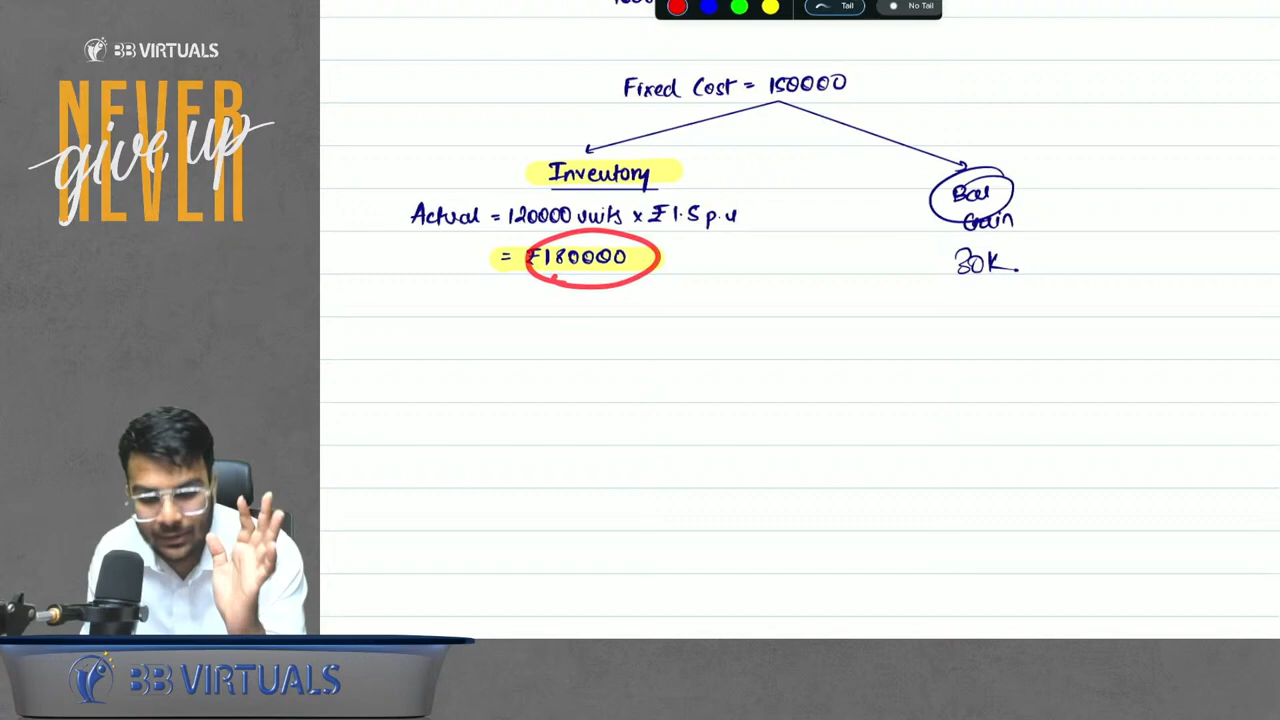 BB VIRTUALS
NEVER
give up
NEVER
Tail
No Tail
Fixed Cost = 150000
Inventory
Actual = 120000 units × ₹1.5 p.u
= ₹180000
Bal
Gain
30K.
BB VIRTUALS